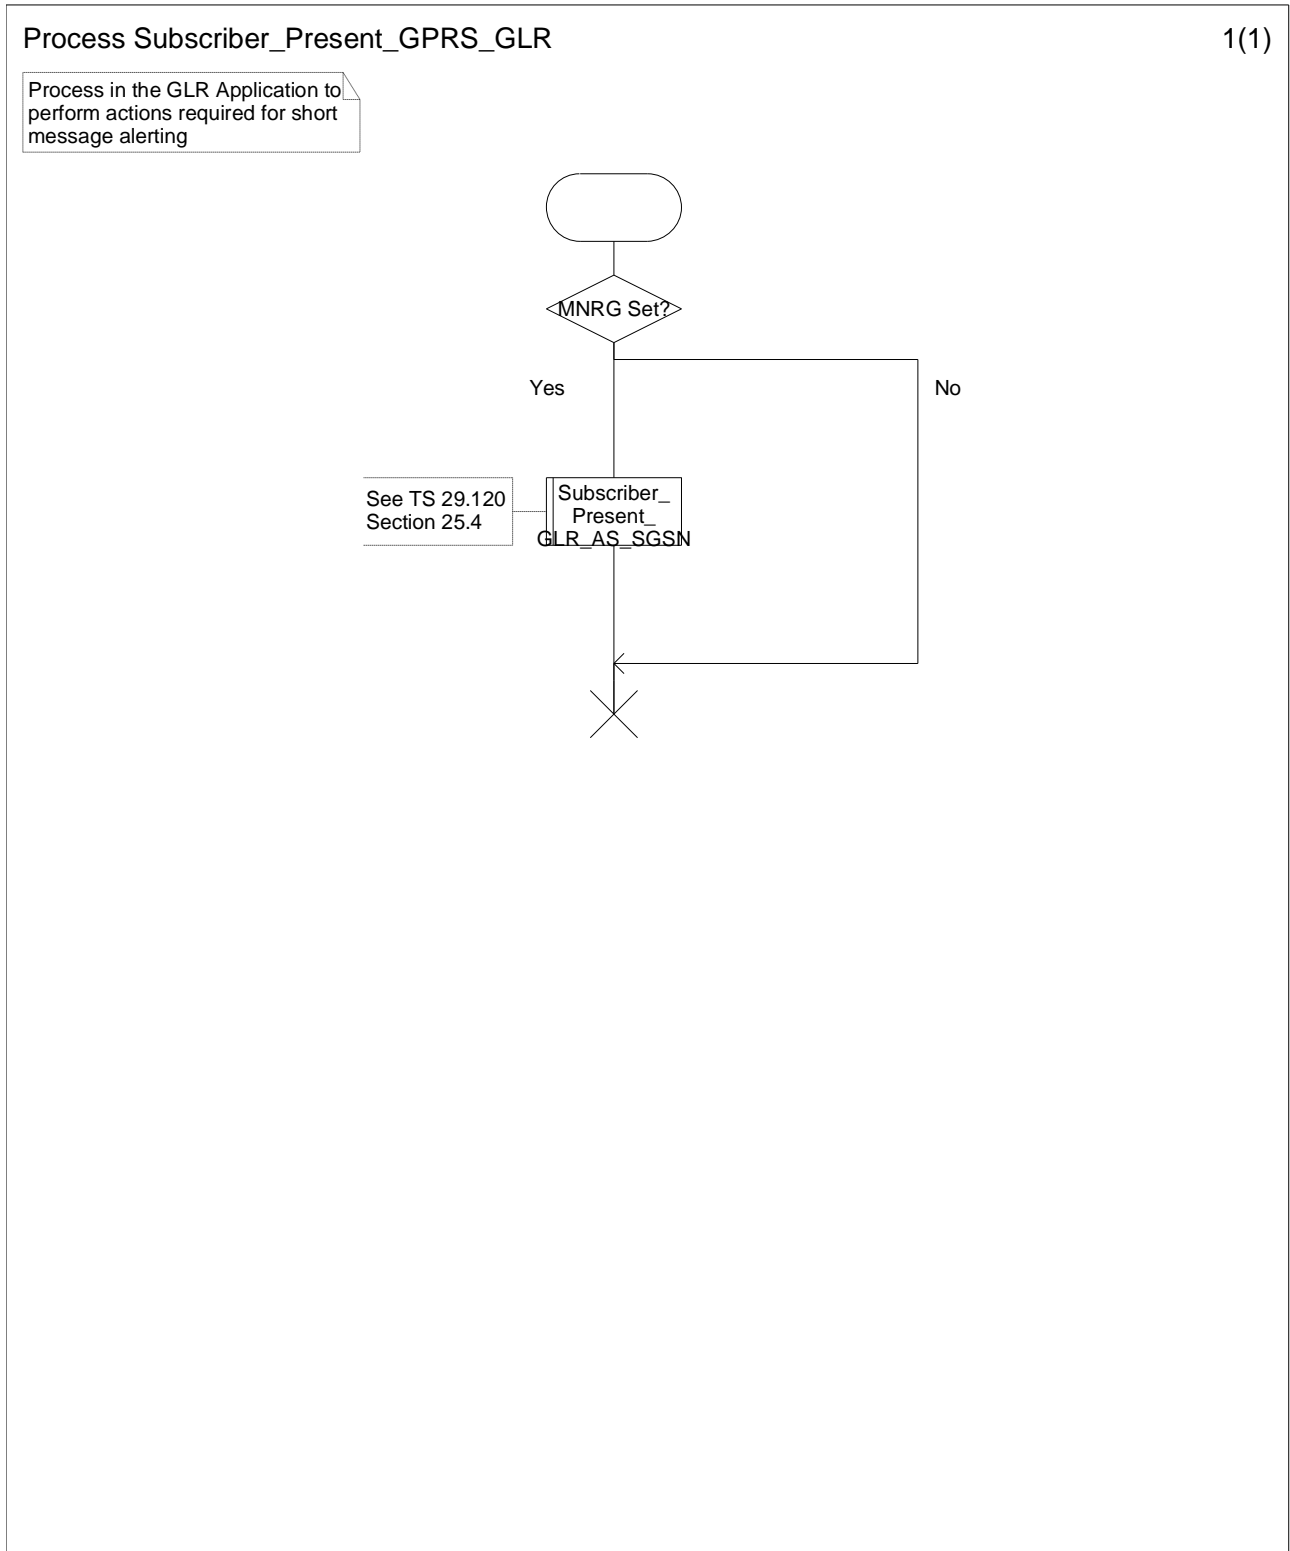 Process Subscriber_Present_GPRS_GLR
1(1)
Process in the GLR Application to
perform actions required for short
message alerting
MNRG Set?
Yes
No
See TS 29.120
Section 25.4
Subscriber_
Present_
GLR_AS_SGSN